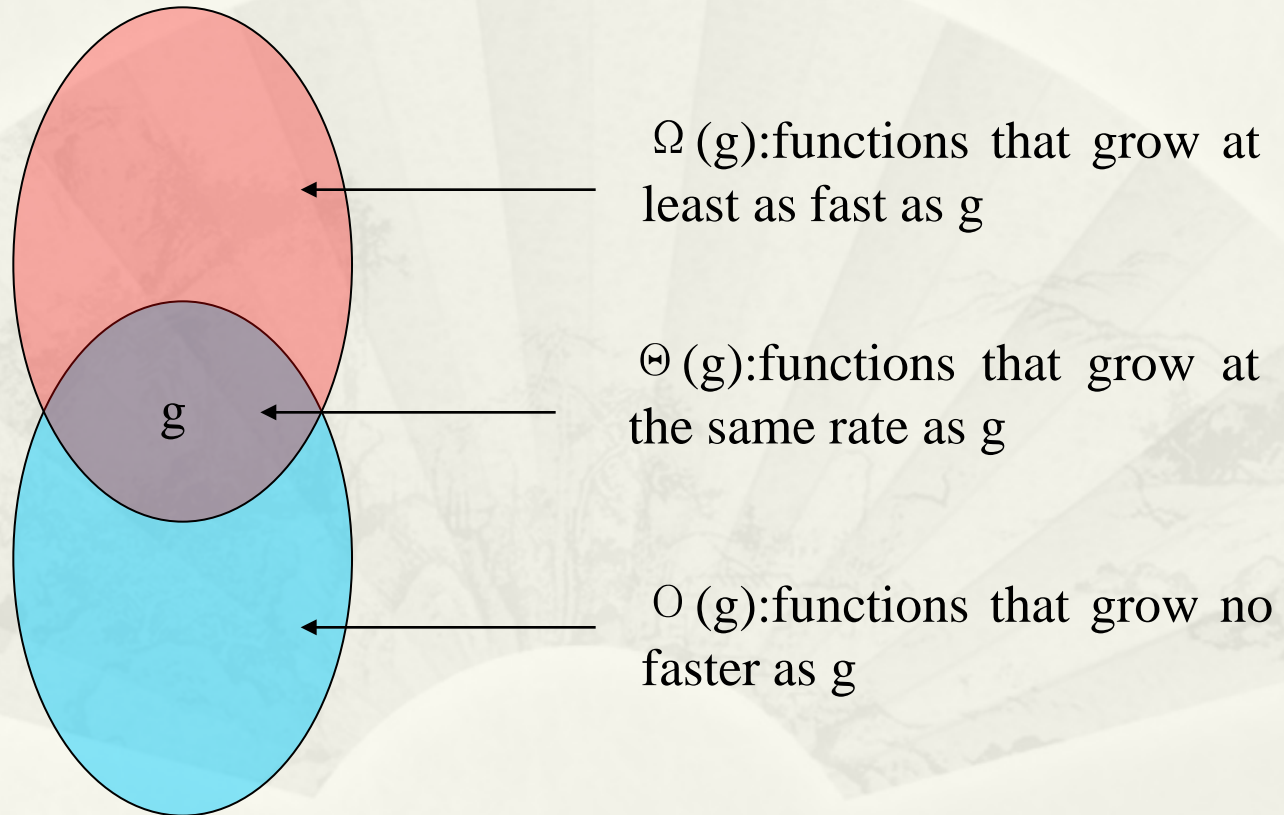 Ω (g):functions that grow at
least as fast as g
Θ (g):functions that grow at
the same rate as g
g
O (g):functions that grow no
faster as g